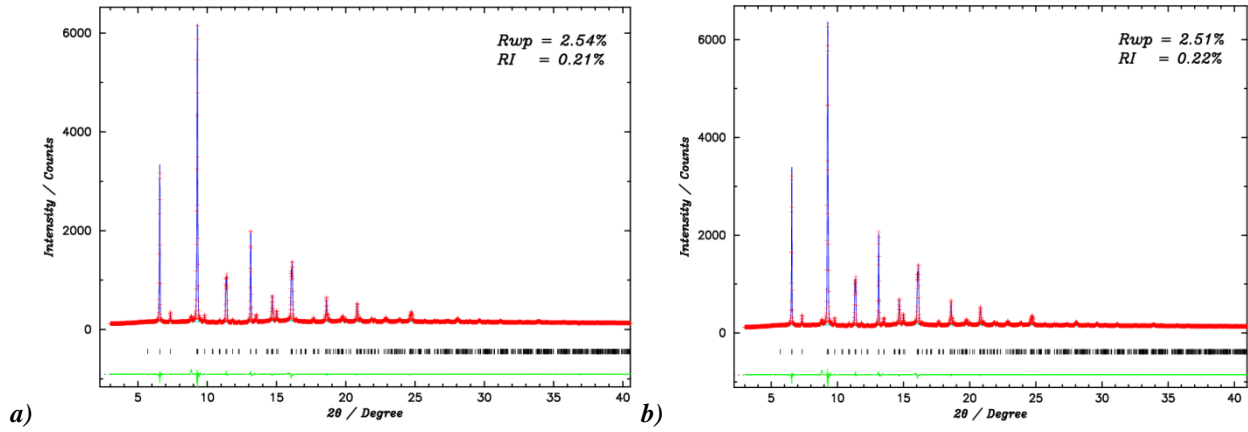 Rwp = 2.54%
RI = 0.21%
6000
4000
2000
0
Intensity / Counts
5 10 15 20 25 30 35 40
2θ / Degree
a)
Rwp = 2.51%
RI = 0.22%
6000
4000
2000
0
Intensity / Counts
5 10 15 20 25 30 35 40
2θ / Degree
b)